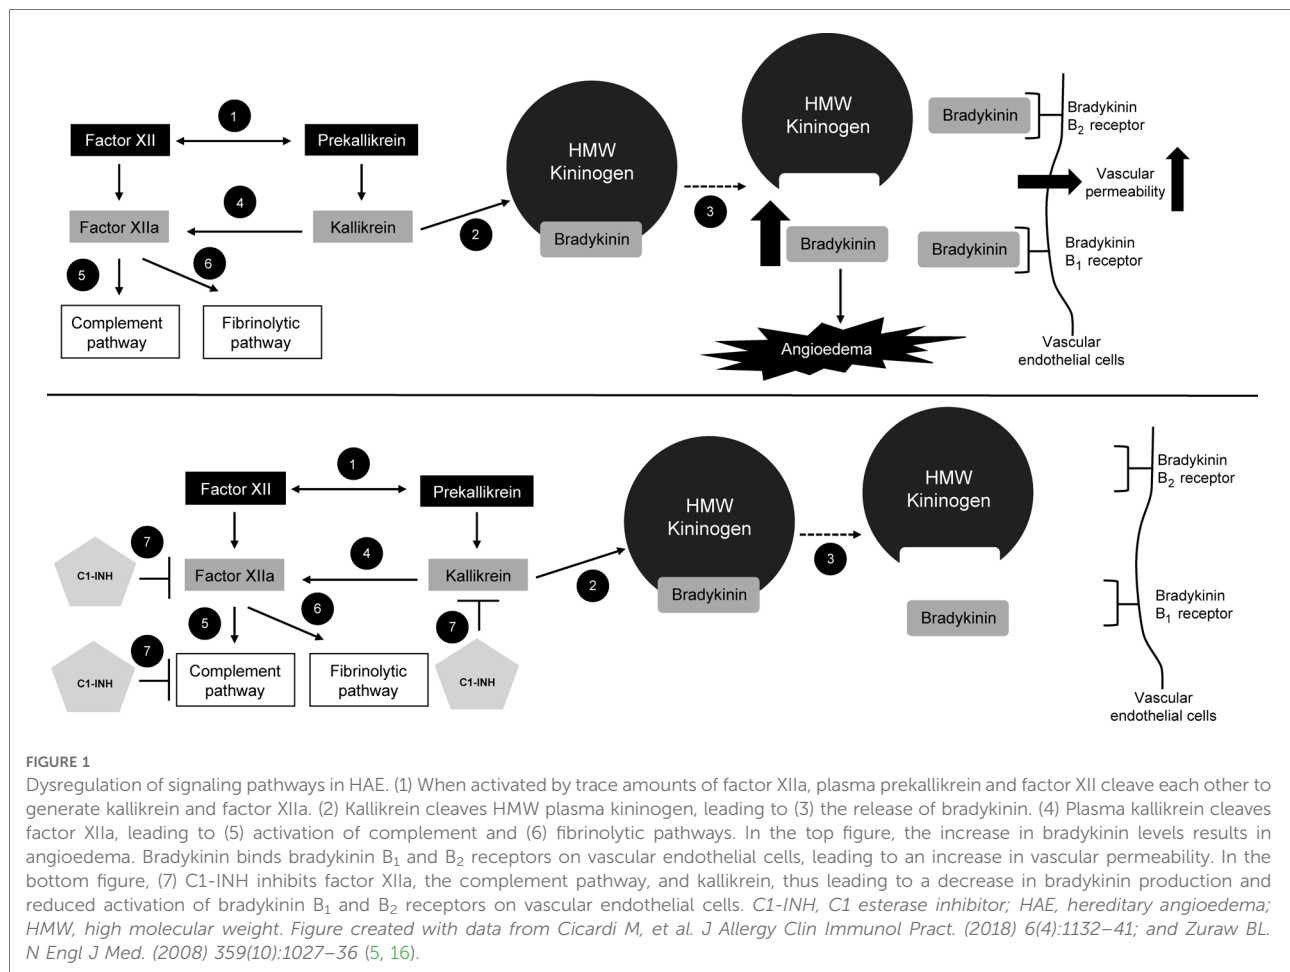 HMW
Kininogen
Bradykinin
HMW
Kininogen
Bradykinin
Bradykinin
B2 receptor
1
Factor XII
Prekallikrein
Vascular
permeability
4
3
Factor XIIa
Kallikrein
2
Bradykinin
Bradykinin
Bradykinin
Bradykinin
B1 receptor
5
6
Complement
pathway
Fibrinolytic
pathway
Angioedema
Vascular
endothelial cells
1
Factor XII
Prekallikrein
HMW
Kininogen
HMW
Kininogen
Bradykinin
B2 receptor
7
C1-INH
Factor XIIa
4
Kallikrein
2
3
Bradykinin
Bradykinin
Bradykinin
B1 receptor
5
6
7
7
C1-INH
Complement
pathway
Fibrinolytic
pathway
C1-INH
Vascular
endothelial cells
FIGURE 1
Dysregulation of signaling pathways in HAE. (1) When activated by trace amounts of factor XIIa, plasma prekallikrein and factor XII cleave each other to
generate kallikrein and factor XIIa. (2) Kallikrein cleaves HMW plasma kininogen, leading to (3) the release of bradykinin. (4) Plasma kallikrein cleaves
factor XIIa, leading to (5) activation of complement and (6) fibrinolytic pathways. In the top figure, the increase in bradykinin levels results in
angioedema. Bradykinin binds bradykinin B1 and B2 receptors on vascular endothelial cells, leading to an increase in vascular permeability. In the
bottom figure, (7) C1-INH inhibits factor XIIa, the complement pathway, and kallikrein, thus leading to a decrease in bradykinin production and
reduced activation of bradykinin B1 and B2 receptors on vascular endothelial cells. C1-INH, C1 esterase inhibitor; HAE, hereditary angioedema;
HMW, high molecular weight. Figure created with data from Cicardi M, et al. J Allergy Clin Immunol Pract. (2018) 6(4):1132–41; and Zuraw BL.
N Engl J Med. (2008) 359(10):1027–36 (5, 16).